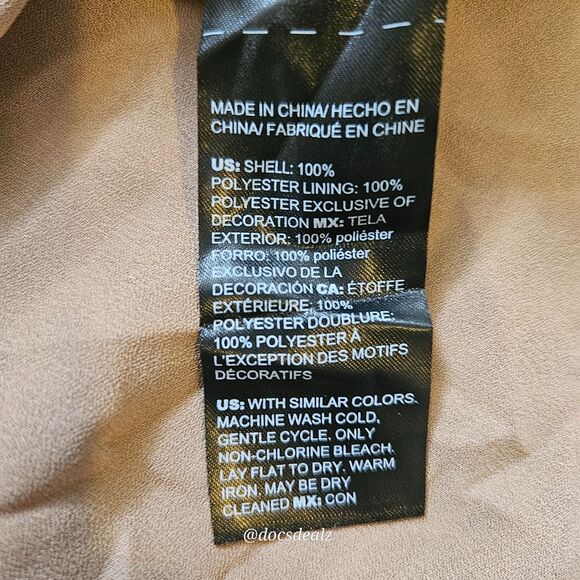 MADE IN CHINA/ HECHO EN
CHINA/ FABRIQUÉ EN CHINE
US: SHELL: 100%
POLYESTER LINING: 100%
POLYESTER EXCLUSIVE OF
DECORATION MX: TELA
EXTERIOR: 100% poliéster
FORRO: 100% poliéster
EXCLUSIVO DE LA
DECORACIÓN CA: ÉTOFFE
EXTÉRIEURE: 100%
POLYESTER DOUBLURE:
100% POLYESTER À
L'EXCEPTION DES MOTIFS
DÉCORATIFS
US: WITH SIMILAR COLORS.
MACHINE WASH COLD,
GENTLE CYCLE. ONLY
NON-CHLORINE BLEACH.
LAY FLAT TO DRY. WARM
IRON. MAY BE DRY
CLEANED MX: CON
@docsdealz